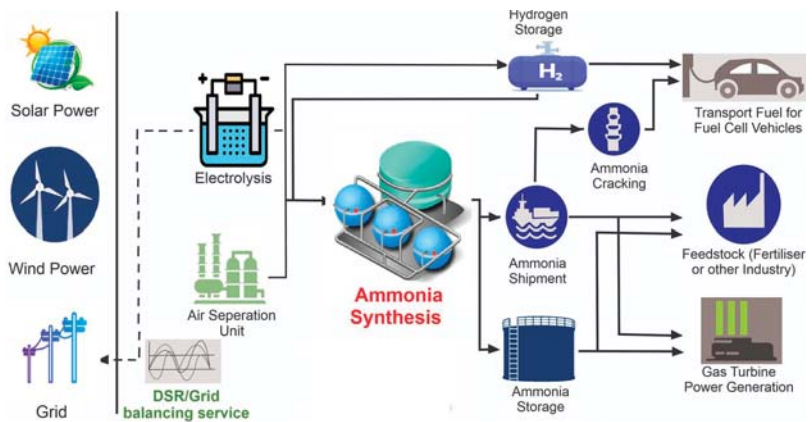 Solar Power
Wind Power
Grid
- +
Electrolysis
Air Seperation
Unit
DSR/Grid
balancing service
Ammonia
Synthesis
Hydrogen
Storage
H2
Ammonia
Cracking
Ammonia
Shipment
Ammonia
Storage
Transport Fuel for
Fuel Cell Vehicles
Feedstock (Fertiliser
or other Industry)
Gas Turbine
Power Generation